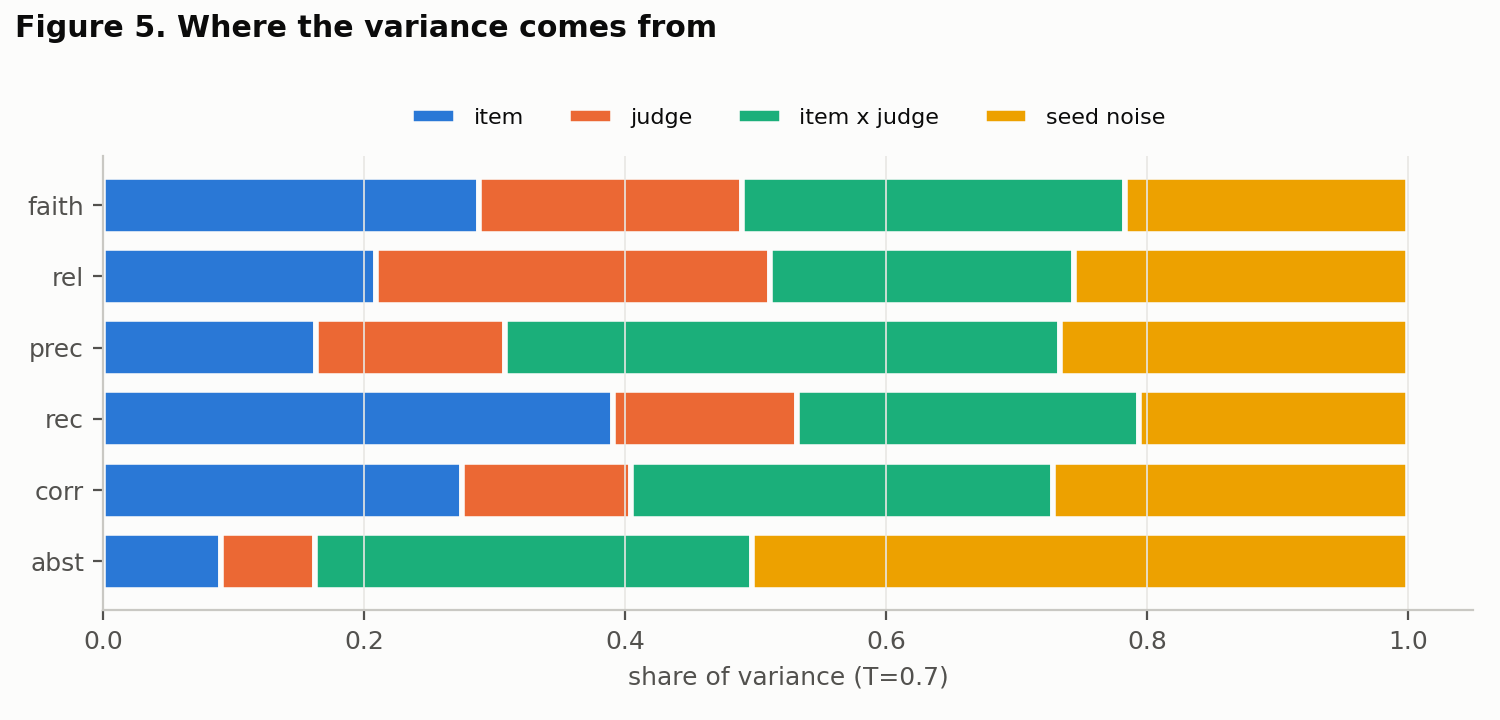 Figure 5. Where the variance comes from
item judge item x judge seed noise
faith
rel
prec
rec
corr
abst
0.0 0.2 0.4 0.6 0.8 1.0
share of variance (T=0.7)